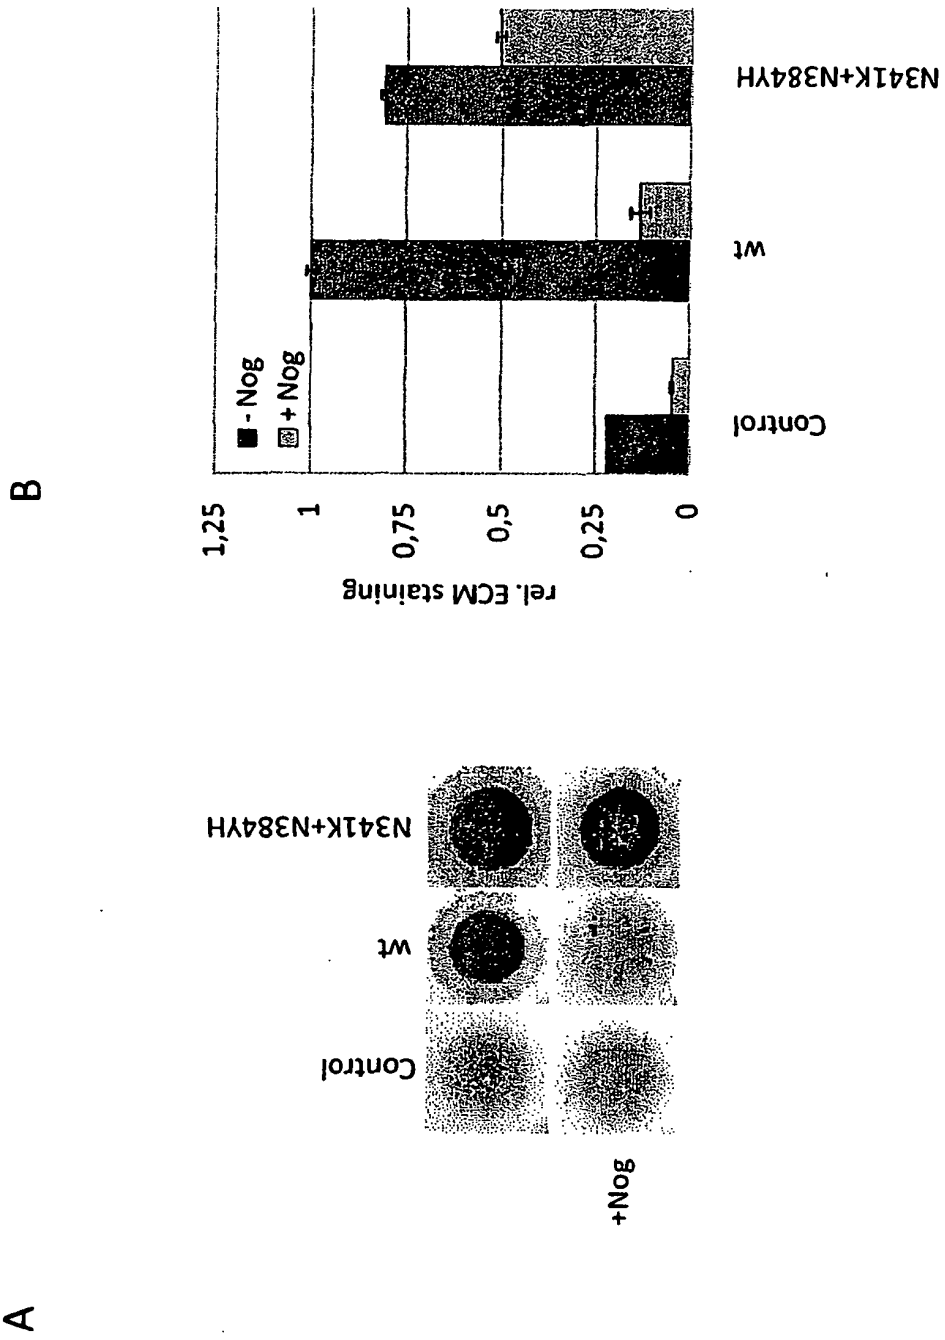 A
Control
wt
N341K+N384YH
+Nog
B
rel. ECM staining
1,25
1
0,75
0,5
0,25
0
- Nog
+ Nog
Control
wt
N341K+N384YH